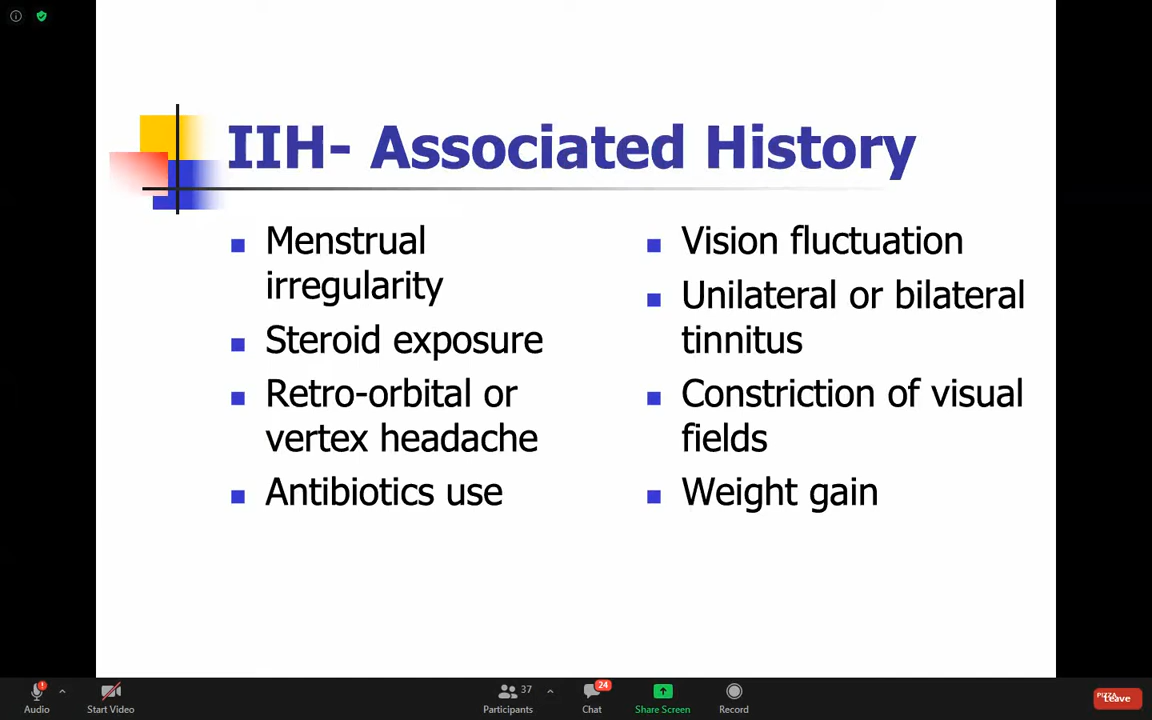 IIH- Associated History
Menstrual
irregularity
Steroid exposure
Retro-orbital or
vertex headache
Antibiotics use
Vision fluctuation
Unilateral or bilateral
tinnitus
Constriction of visual
fields
Weight gain
Audio
Start Video
37
Participants
24
Chat
Share Screen
Record
PIZZA
Leave